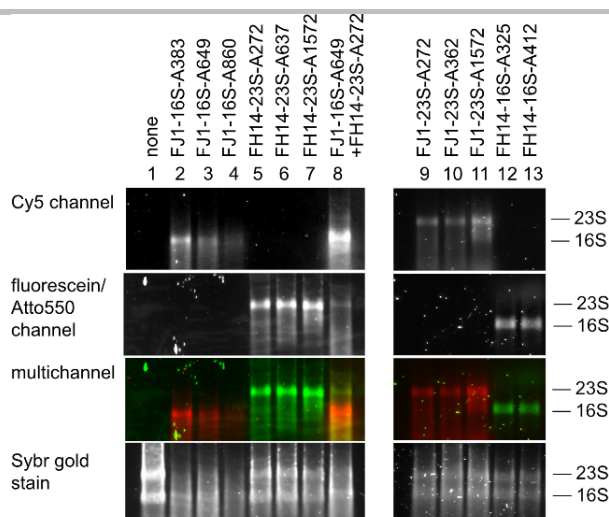 none
FJ1-16S-A383
FJ1-16S-A649
FJ1-16S-A860
FH14-23S-A272
FH14-23S-A637
FH14-23S-A1572
FJ1-16S-A649
+FH14-23S-A272
FJ1-23S-A272
FJ1-23S-A362
FJ1-23S-A1572
FH14-16S-A325
FH14-16S-A412
1 2 3 4 5 6 7 8 9 10 11 12 13
Cy5 channel
23S
16S
fluorescein/
Atto550
channel
23S
16S
multichannel
23S
16S
Sybr gold
stain
23S
16S